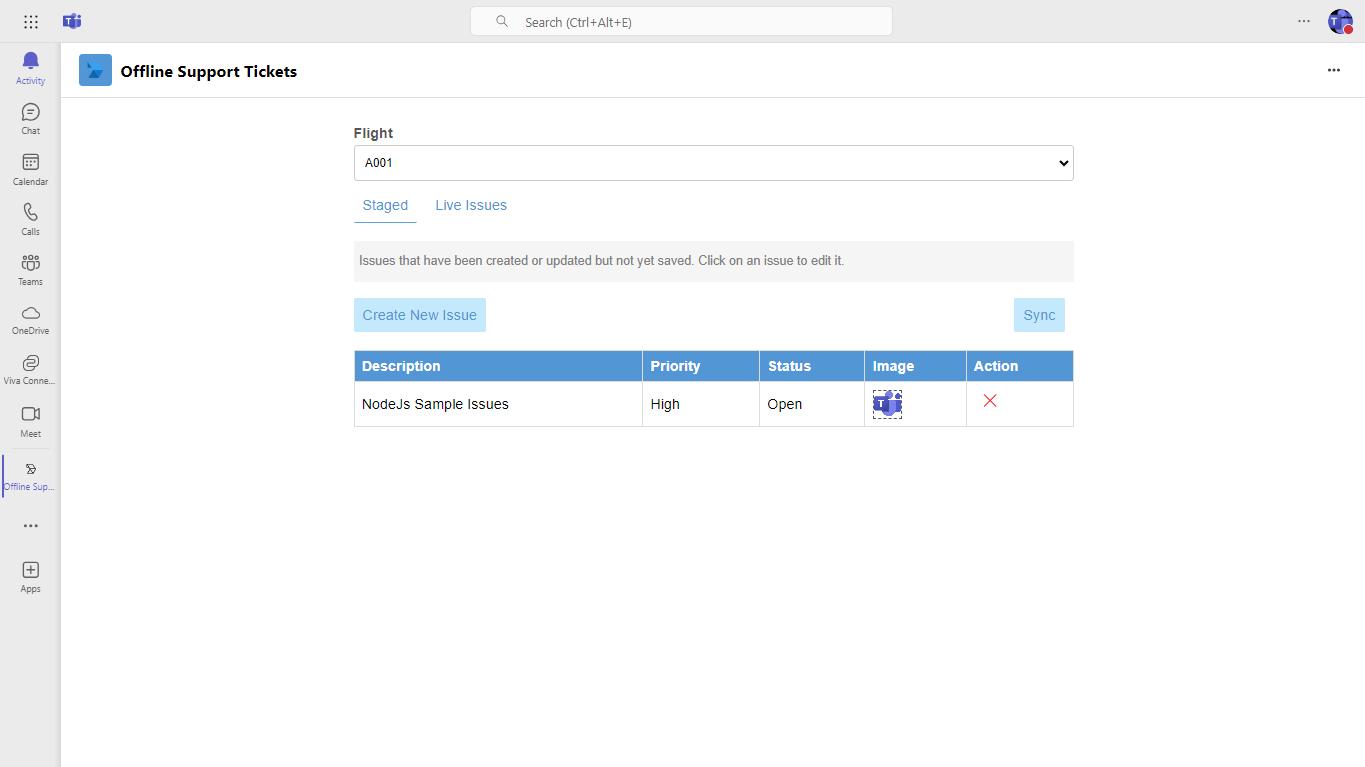 Search (Ctrl+Alt+E)
Activity
Chat
Calendar
Calls
Teams
OneDrive
Viva Conne...
Meet
Offline Sup...
Apps
Offline Support Tickets
Flight
A001
Staged Live Issues
Issues that have been created or updated but not yet saved. Click on an issue to edit it.
Create New Issue Sync
Description Priority Status Image Action
NodeJs Sample Issues High Open